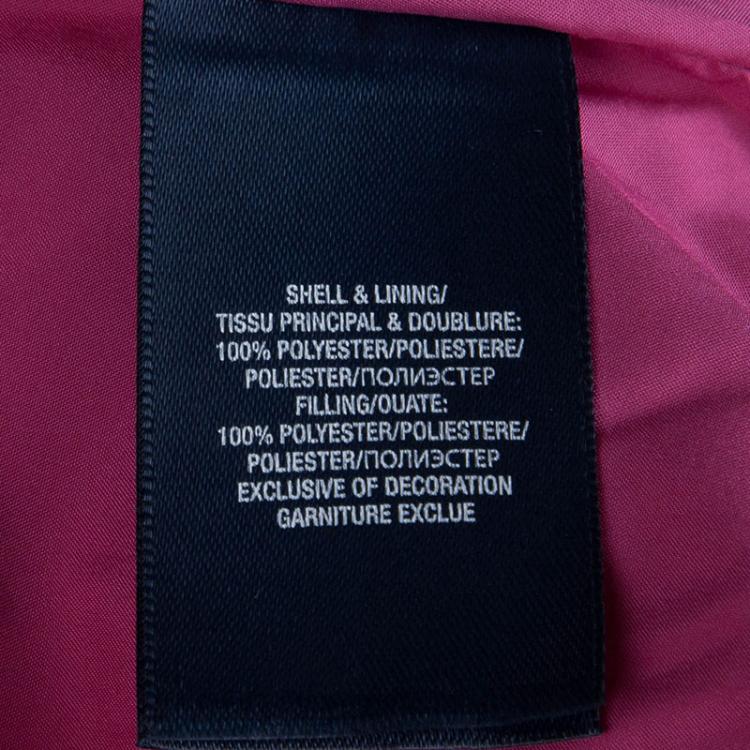 SHELL & LINING/
TISSU PRINCIPAL & DOUBLURE:
100% POLYESTER/POLIESTERE/
POLIESTER/ПОЛИЭСТЕР
FILLING/OUATE:
100% POLYESTER/POLIESTERE/
POLIESTER/ПОЛИЭСТЕР
EXCLUSIVE OF DECORATION
GARNITURE EXCLUE